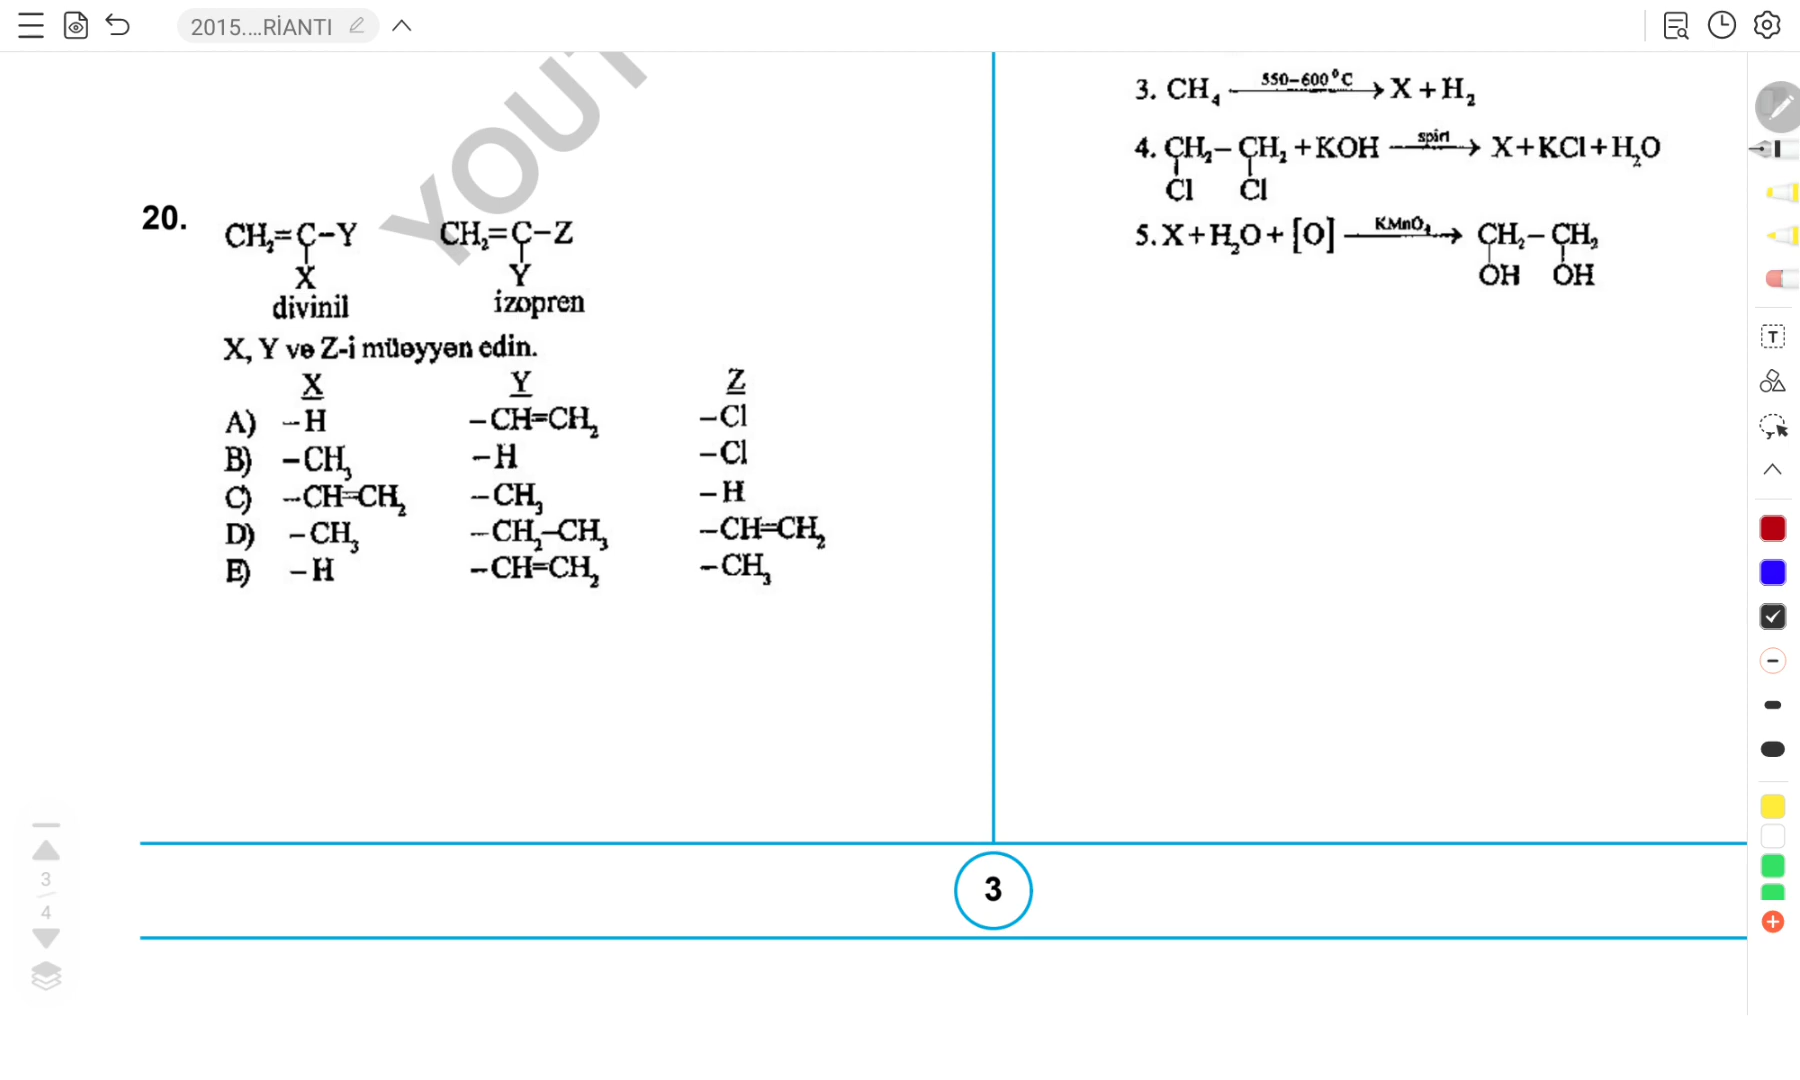 2015....RİANTI
YOUT
20.
CH₂=C–Y
X
divinil
CH₂=C–Z
Y
izopren
X, Y və Z-i müəyyən edin.
X Y Z
A) –H –CH=CH₂ –Cl
B) –CH₃ –H –Cl
C) –CH=CH₂ –CH₃ –H
D) –CH₃ –CH₂–CH₃ –CH=CH₂
E) –H –CH=CH₂ –CH₃
3. CH₄ 550–600⁰C → X + H₂
4. CH₂– CH₂ + KOH spirt → X+KCl+H₂O
Cl Cl
5. X + H₂O + [O] KMnO₄ → CH₂– CH₂
OH OH
3
3
4
T